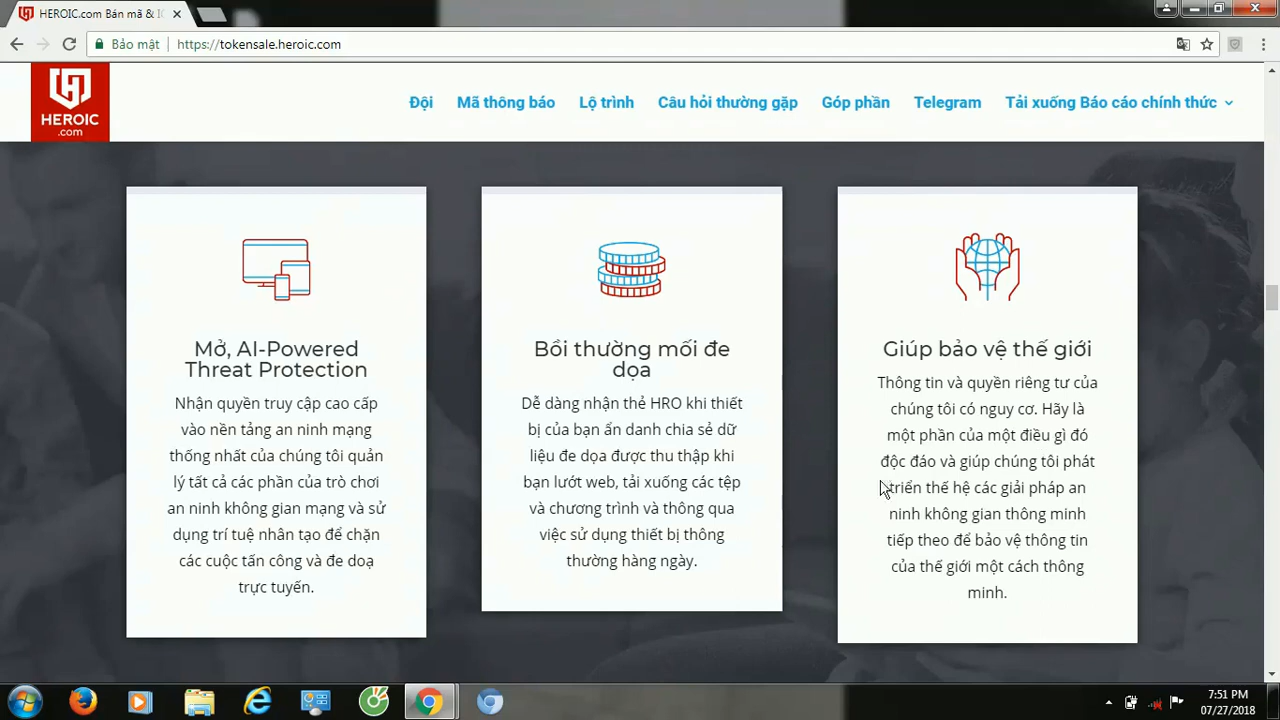 HEROIC.com Bán mã & I
Bảo mật
https://tokensale.heroic.com
HEROIC
.com
Đội
Mã thông báo
Lộ trình
Câu hỏi thường gặp
Góp phần
Telegram
Tải xuống Báo cáo chính thức
Mở, AI-Powered
Threat Protection
Nhận quyền truy cập cao cấp
vào nền tảng an ninh mạng
thống nhất của chúng tôi quản
lý tất cả các phần của trò chơi
an ninh không gian mạng và sử
dụng trí tuệ nhân tạo để chặn
các cuộc tấn công và đe doạ
trực tuyến.
Bồi thường mối đe
dọa
Dễ dàng nhận thẻ HRO khi thiết
bị của bạn ẩn danh chia sẻ dữ
liệu đe dọa được thu thập khi
bạn lướt web, tải xuống các tệp
và chương trình và thông qua
việc sử dụng thiết bị thông
thường hàng ngày.
Giúp bảo vệ thế giới
Thông tin và quyền riêng tư của
chúng tôi có nguy cơ. Hãy là
một phần của một điều gì đó
độc đáo và giúp chúng tôi phát
triển thế hệ các giải pháp an
ninh không gian thông minh
tiếp theo để bảo vệ thông tin
của thế giới một cách thông
minh.
7:51 PM
07/27/2018